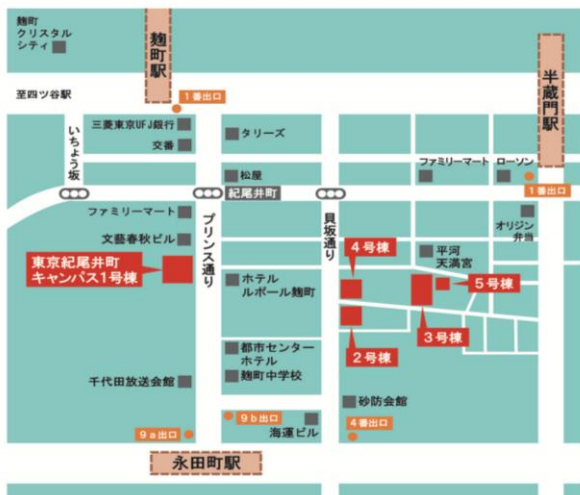 麹町
クリスタル
シティ
麹町駅
半蔵門駅
至四ツ谷駅
1番出口
いちょう坂
三菱東京UFJ銀行
交番
タリーズ
松屋
紀尾井町
ファミリーマート
ローソン
1番出口
ファミリーマート
文藝春秋ビル
プリンス通り
貝坂通り
オリジン
弁当
東京紀尾井町
キャンパス1号棟
4号棟
平河
天満宮
5号棟
ホテル
ルポール麹町
2号棟
3号棟
都市センター
ホテル
麹町中学校
千代田放送会館
砂防会館
9a出口
9b出口
海運ビル
4番出口
永田町駅